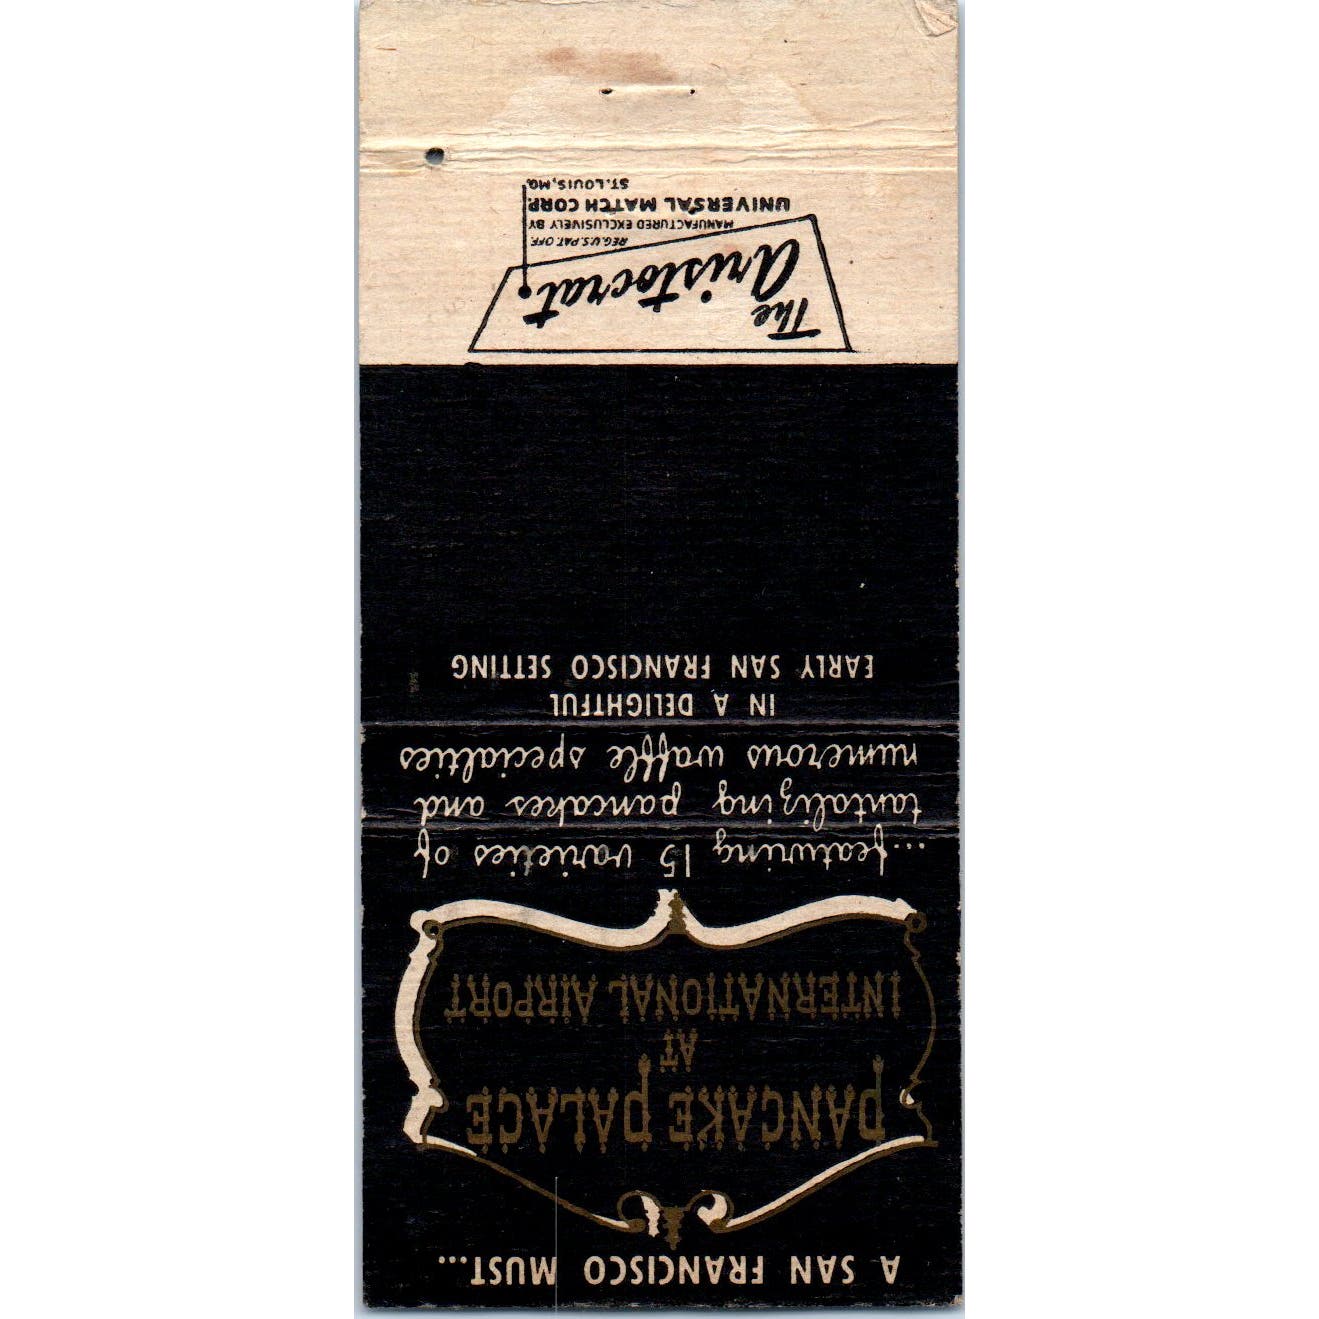 A SAN FRANCISCO MUST...
PANCAKE PALACE
AT
INTERNATIONAL AIRPORT
...featuring 15 varieties of
tantalizing pancakes and
numerous waffle specialties
IN A DELIGHTFUL
EARLY SAN FRANCISCO SETTING
The
Aristocrat
REG. U.S. PAT. OFF.
MANUFACTURED EXCLUSIVELY BY
UNIVERSAL MATCH CORP.
ST. LOUIS, MO.